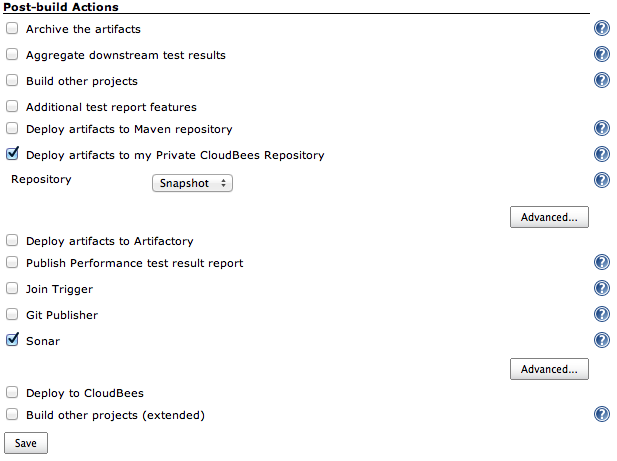 Post-build Actions
Archive the artifacts
Aggregate downstream test results
Build other projects
Additional test report features
Deploy artifacts to Maven repository
Deploy artifacts to my Private CloudBees Repository
Repository Snapshot
Advanced...
Deploy artifacts to Artifactory
Publish Performance test result report
Join Trigger
Git Publisher
Sonar
Advanced...
Deploy to CloudBees
Build other projects (extended)
Save